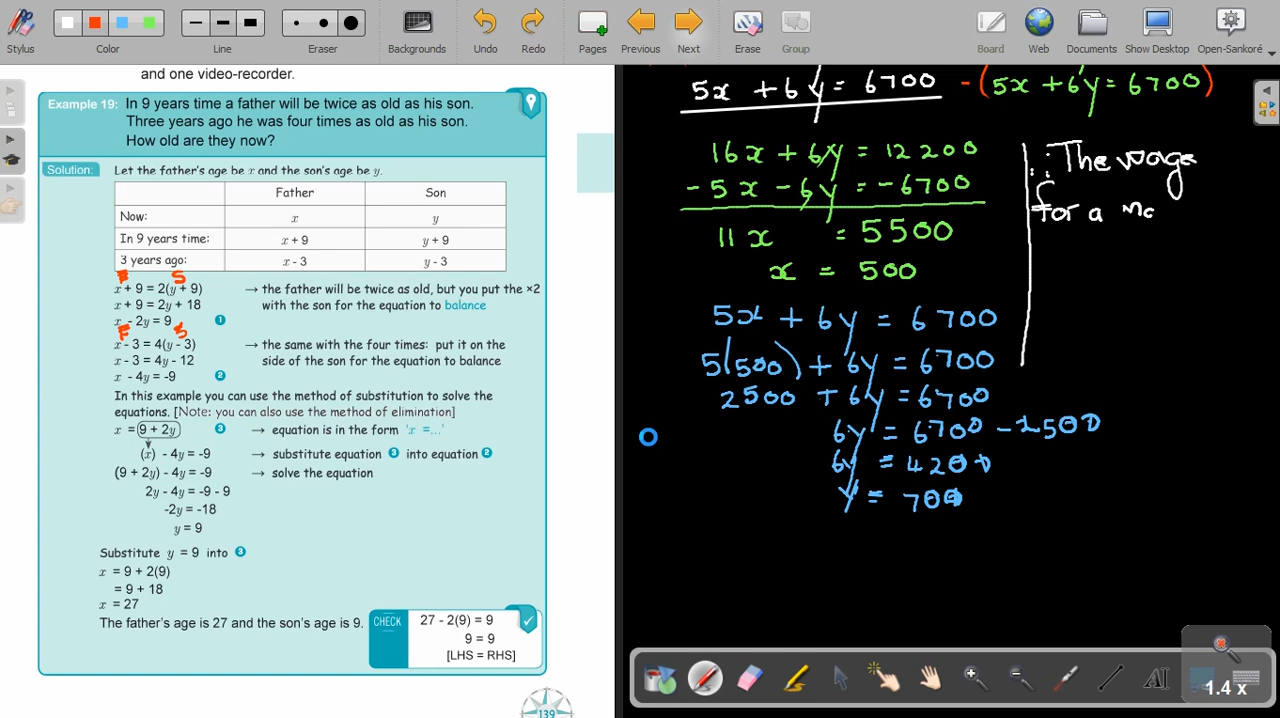 Stylus
Color
Line
Eraser
Backgrounds
Undo
Redo
Pages
Previous
Next
Erase
Group
Board
Web
Documents
Show Desktop
Open-Sankoré
and one video-recorder.
Example 19: In 9 years time a father will be twice as old as his son.
Three years ago he was four times as old as his son.
How old are they now?
Solution: Let the father's age be x and the son's age be y.
Father Son
Now: x y
In 9 years time: x + 9 y + 9
3 years ago: x - 3 y - 3
F S
x + 9 = 2(y + 9) → the father will be twice as old, but you put the ×2
x + 9 = 2y + 18 with the son for the equation to balance
x - 2y = 9 1
F S
x - 3 = 4(y - 3) → the same with the four times: put it on the
x - 3 = 4y - 12 side of the son for the equation to balance
x - 4y = -9 2
In this example you can use the method of substitution to solve the
equations. [Note: you can also use the method of elimination]
x = 9 + 2y 3 → equation is in the form 'x =...'
(x) - 4y = -9 → substitute equation 3 into equation 2
(9 + 2y) - 4y = -9 → solve the equation
2y - 4y = -9 - 9
-2y = -18
y = 9
Substitute y = 9 into 3
x = 9 + 2(9)
= 9 + 18
x = 27
The father's age is 27 and the son's age is 9.
CHECK 27 - 2(9) = 9
9 = 9
[LHS = RHS]
139
5x + 6y = 6700 - (5x + 6y = 6700)
16x + 6y = 12200
- 5x - 6y = - 6700
11x = 5500
x = 500
5x + 6y = 6700
5(500) + 6y = 6700
2500 + 6y = 6700
6y = 6700 - 2500
6y = 4200
y = 700
∴ The wage
for a
1.4 x